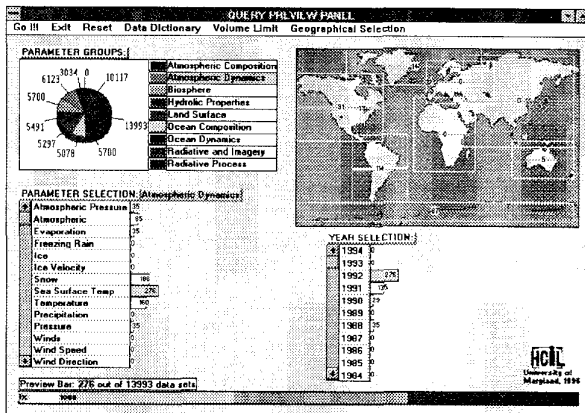 QUERY PREVIEW PANEL
Go !!! Exit Reset Data Dictionary Volume Limit Geographical Selection
PARAMETER GROUPS:
3034 0
6123 10117
5700
5491 13993
5297
5078 5700
Atmospheric Composition
Atmospheric Dynamics
Biosphere
Hydrolic Properties
Land Surface
Ocean Composition
Ocean Dynamics
Radiative and Imagery
Radiative Process
PARAMETER SELECTION: Atmospheric Dynamics
Atmospheric Pressure 35
Atmospheric 85
Evaporation 35
Freezing Rain 0
Ice 0
Ice Velocity 0
Snow 186
Sea Surface Temp 276
Temperature 160
Precipitation 0
Pressure 35
Winds 0
Wind Speed 0
Wind Direction 0
YEAR SELECTION:
1994 0
1993 0
1992 276
1991 135
1990 29
1989 0
1988 35
1987 0
1986 0
1985 0
1984 0
HCIL
University of
Maryland, 1995
Preview Bar: 276 out of 13993 data sets